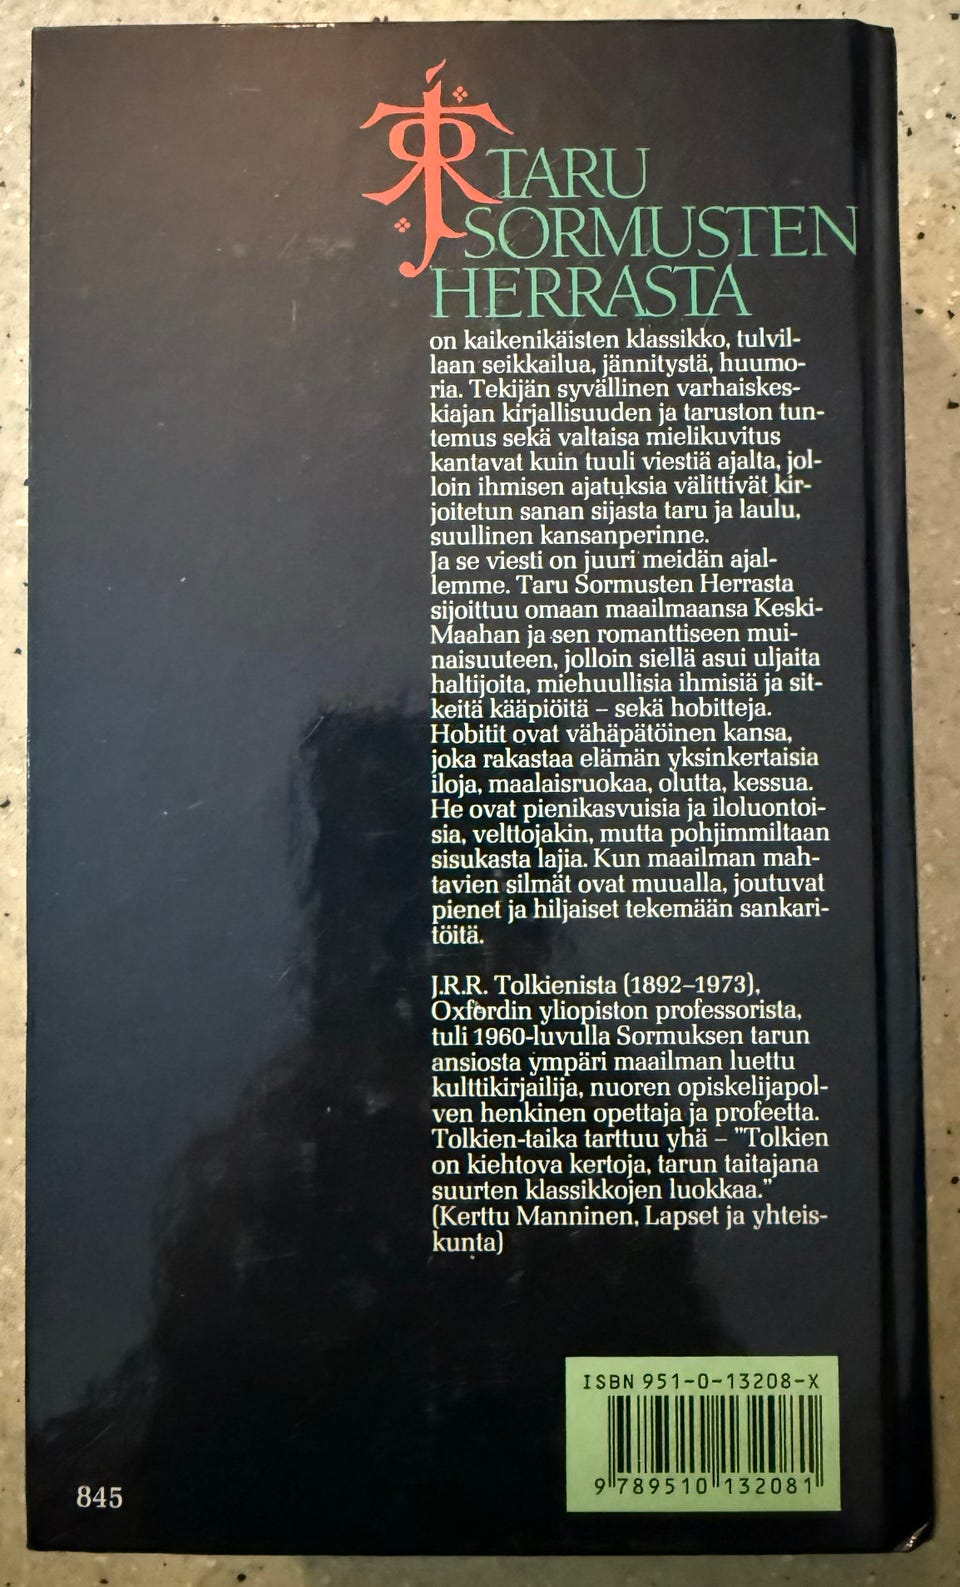 TARU
SORMUSTEN
HERRASTA
on kaikenikäisten klassikko, tulvil-
laan seikkailua, jännitystä, huumo-
ria. Tekijän syvällinen varhaiskes-
kiajan kirjallisuuden ja taruston tun-
temus sekä valtaisa mielikuvitus
kantavat kuin tuuli viestiä ajalta, jol-
loin ihmisen ajatuksia välittivät kir-
joitetun sanan sijasta taru ja laulu,
suullinen kansanperinne.
Ja se viesti on juuri meidän ajal-
lemme. Taru Sormusten Herrasta
sijoittuu omaan maailmaansa Keski-
Maahan ja sen romanttiseen mui-
naisuuteen, jolloin siellä asui uljaita
haltijoita, miehuullisia ihmisiä ja sit-
keitä kääpiöitä – sekä hobitteja.
Hobitit ovat vähäpätöinen kansa,
joka rakastaa elämän yksinkertaisia
iloja, maalaisruokaa, olutta, kessua.
He ovat pienikasvuisia ja iloluontoi-
sia, velttojakin, mutta pohjimmiltaan
sisukasta lajia. Kun maailman mah-
tavien silmät ovat muualla, joutuvat
pienet ja hiljaiset tekemään sankari-
töitä.
J.R.R. Tolkienista (1892–1973),
Oxfordin yliopiston professorista,
tuli 1960-luvulla Sormuksen tarun
ansiosta ympäri maailman luettu
kulttikirjailija, nuoren opiskelijapol-
ven henkinen opettaja ja profeetta.
Tolkien-taika tarttuu yhä – "Tolkien
on kiehtova kertoja, tarun taitajana
suurten klassikkojen luokkaa."
(Kerttu Manninen, Lapset ja yhteis-
kunta)
ISBN 951-0-13208-X
9 789510 132081
845